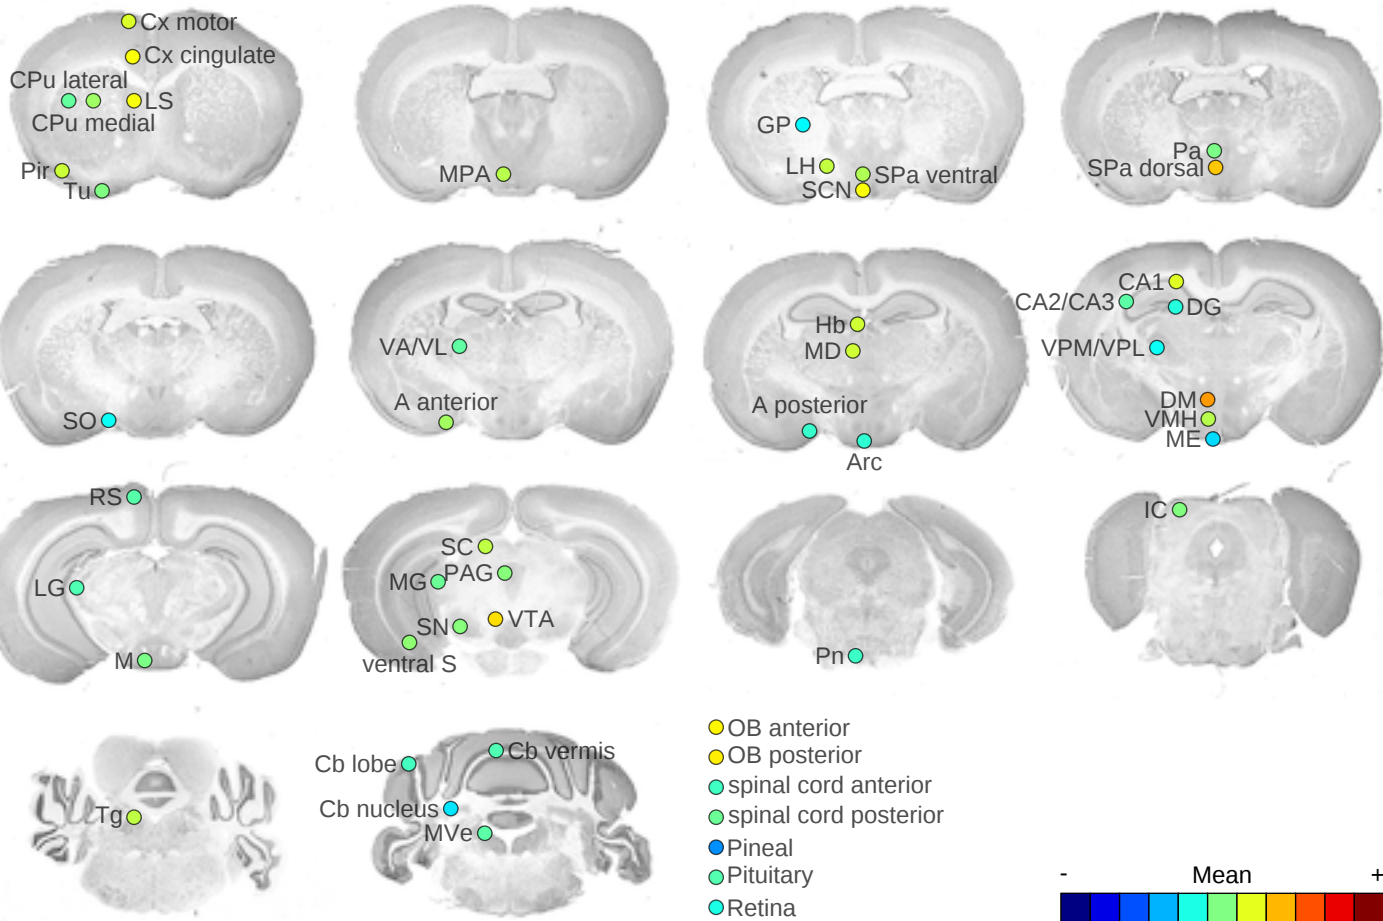 Cx motor
Cx cingulate
CPu lateral
LS
CPu medial
Pir
Tu
MPA
GP
LH
SPa ventral
SCN
Pa
SPa dorsal
SO
VA/VL
A anterior
Hb
MD
A posterior
Arc
CA1
CA2/CA3
DG
VPM/VPL
DM
VMH
ME
RS
LG
M
SC
PAG
MG
VTA
SN
ventral S
Pn
IC
Tg
Cb vermis
Cb lobe
Cb nucleus
MVe
OB anterior
OB posterior
spinal cord anterior
spinal cord posterior
Pineal
Pituitary
Retina
- Mean +